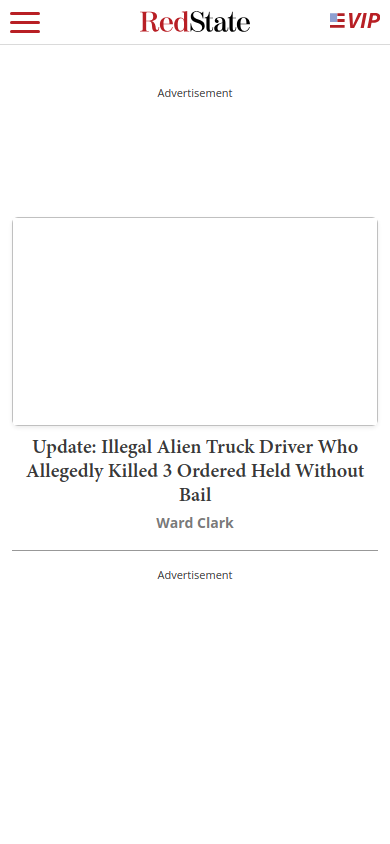 RedState
VIP
Advertisement
Update: Illegal Alien Truck Driver Who
Allegedly Killed 3 Ordered Held Without
Bail
Ward Clark
Advertisement